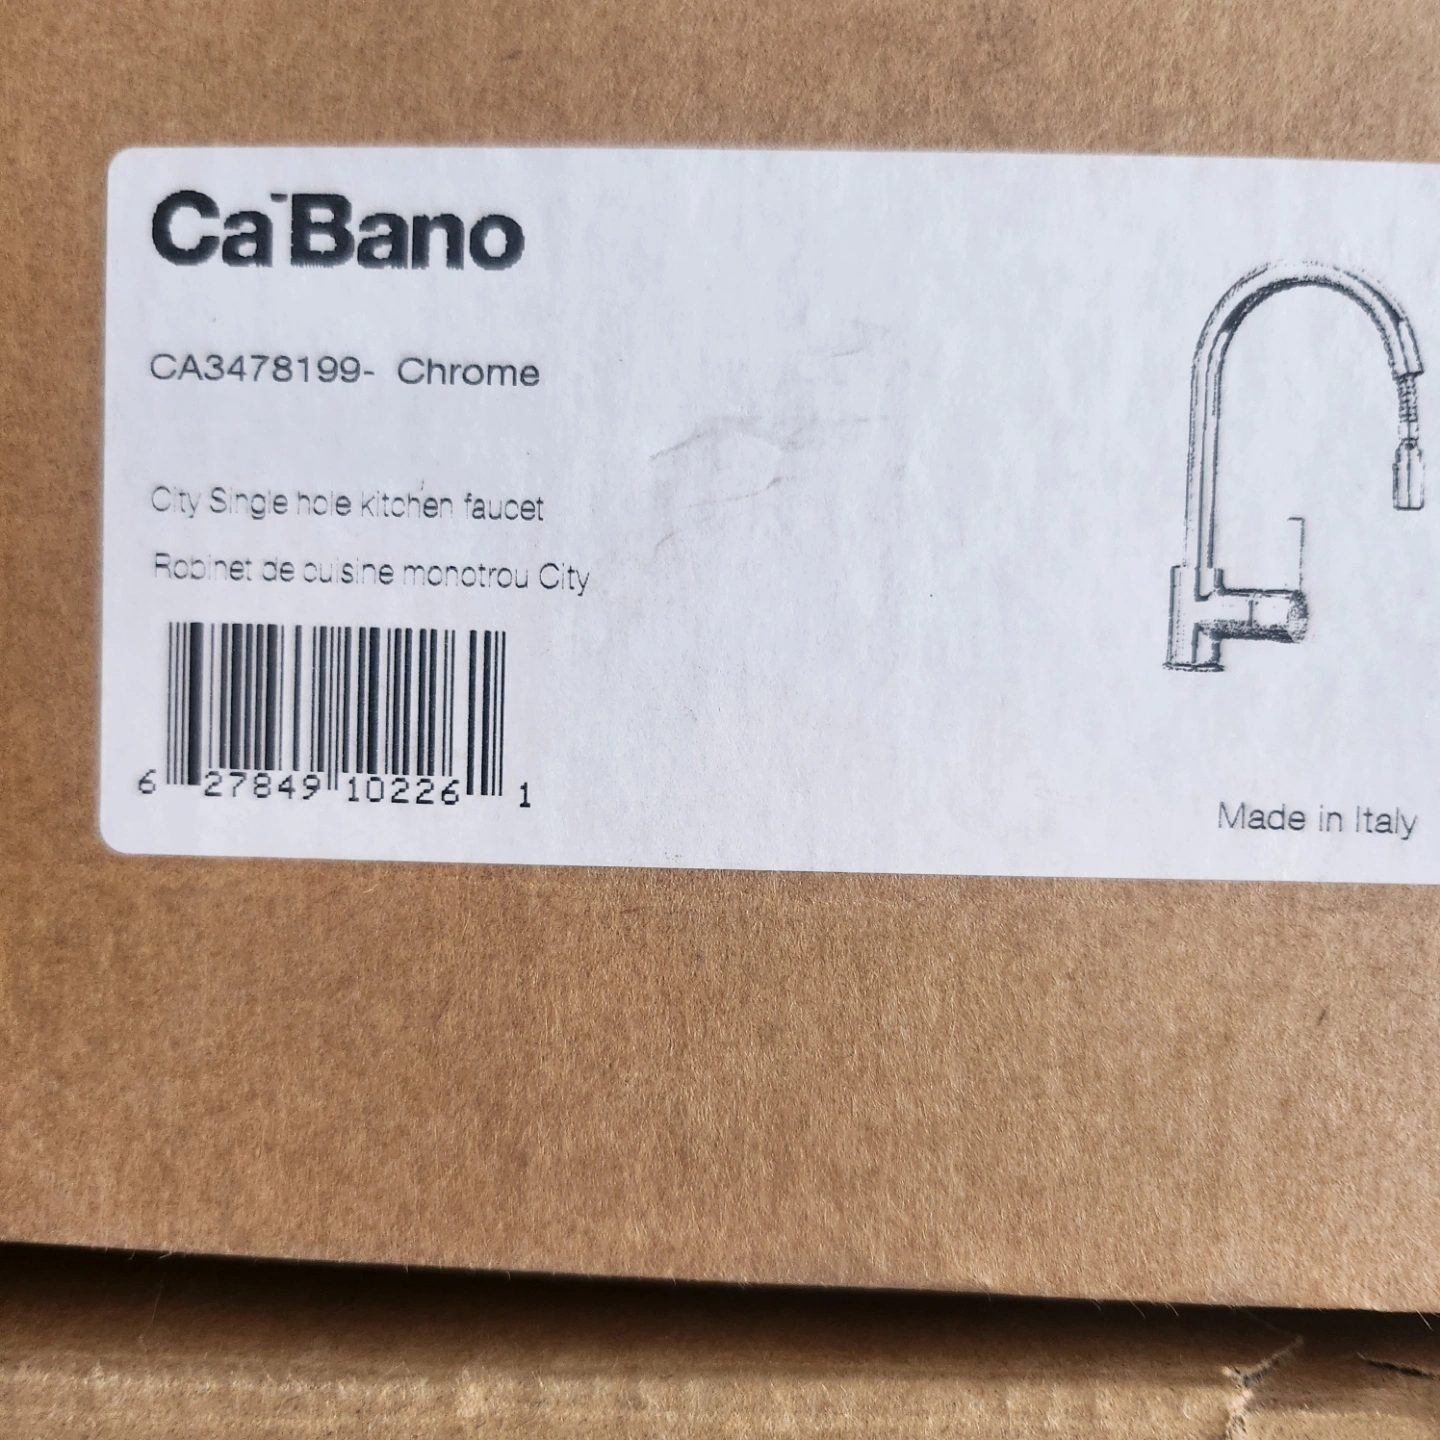 Ca Bano
CA3478199- Chrome
City Single hole kitchen faucet
Robinet de cuisine monotrou City
6 27849 10226 1
Made in Italy